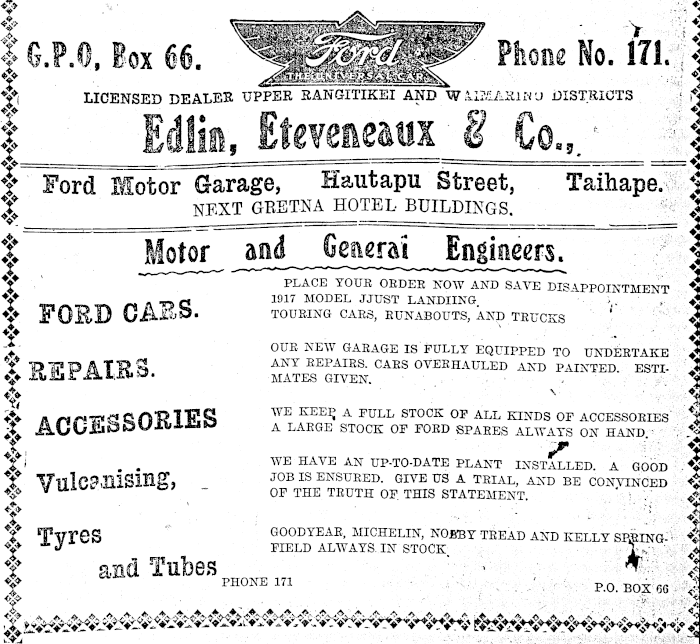 G.P.O, Box 66.
Ford
THE UNIVERSAL CAR
Phone No. 171.
LICENSED DEALER UPPER RANGITIKEI AND WAIMARINO DISTRICTS
Edlin, Eteveneaux & Co.,
Ford Motor Garage, Hautapu Street, Taihape.
NEXT GRETNA HOTEL BUILDINGS.
Motor and General Engineers.
FORD CARS.
PLACE YOUR ORDER NOW AND SAVE DISAPPOINTMENT
1917 MODEL JJUST LANDIING.
TOURING CARS, RUNABOUTS, AND TRUCKS
REPAIRS.
OUR NEW GARAGE IS FULLY EQUIPPED TO UNDERTAKE
ANY REPAIRS. CARS OVERHAULED AND PAINTED. ESTI-
MATES GIVEN.
ACCESSORIES
WE KEEP A FULL STOCK OF ALL KINDS OF ACCESSORIES
A LARGE STOCK OF FORD SPARES ALWAYS ON HAND.
Vulcanising,
WE HAVE AN UP-TO-DATE PLANT INSTALLED. A GOOD
JOB IS ENSURED. GIVE US A TRIAL, AND BE CONVINCED
OF THE TRUTH OF THIS STATEMENT.
Tyres
and Tubes
GOODYEAR, MICHELIN, NOBBY TREAD AND KELLY SPRING-
FIELD ALWAYS IN STOCK
PHONE 171
P.O. BOX 66